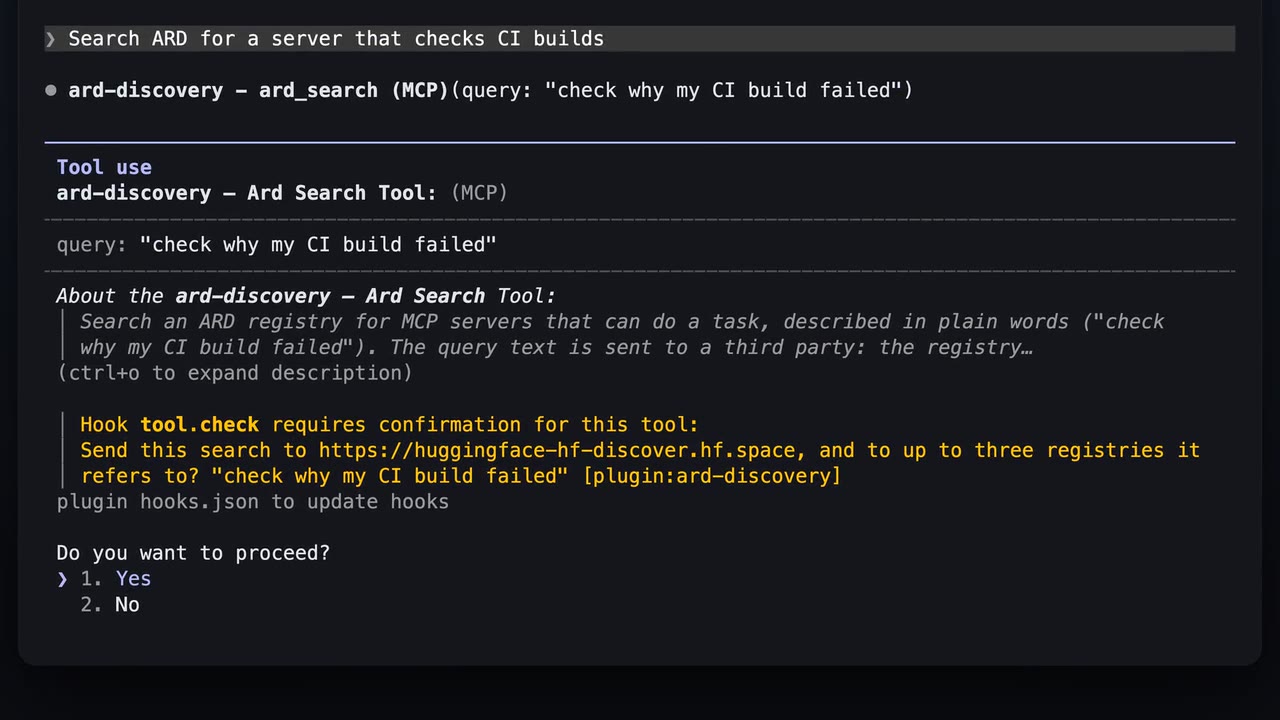 ❯ Search ARD for a server that checks CI builds
● ard-discovery - ard_search (MCP)(query: "check why my CI build failed")
Tool use
ard-discovery — Ard Search Tool: (MCP)
query: "check why my CI build failed"
About the ard-discovery — Ard Search Tool:
Search an ARD registry for MCP servers that can do a task, described in plain words ("check
why my CI build failed"). The query text is sent to a third party: the registry…
(ctrl+o to expand description)
Hook tool.check requires confirmation for this tool:
Send this search to https://huggingface-hf-discover.hf.space, and to up to three registries it
refers to? "check why my CI build failed" [plugin:ard-discovery]
plugin hooks.json to update hooks
Do you want to proceed?
❯ 1. Yes
2. No